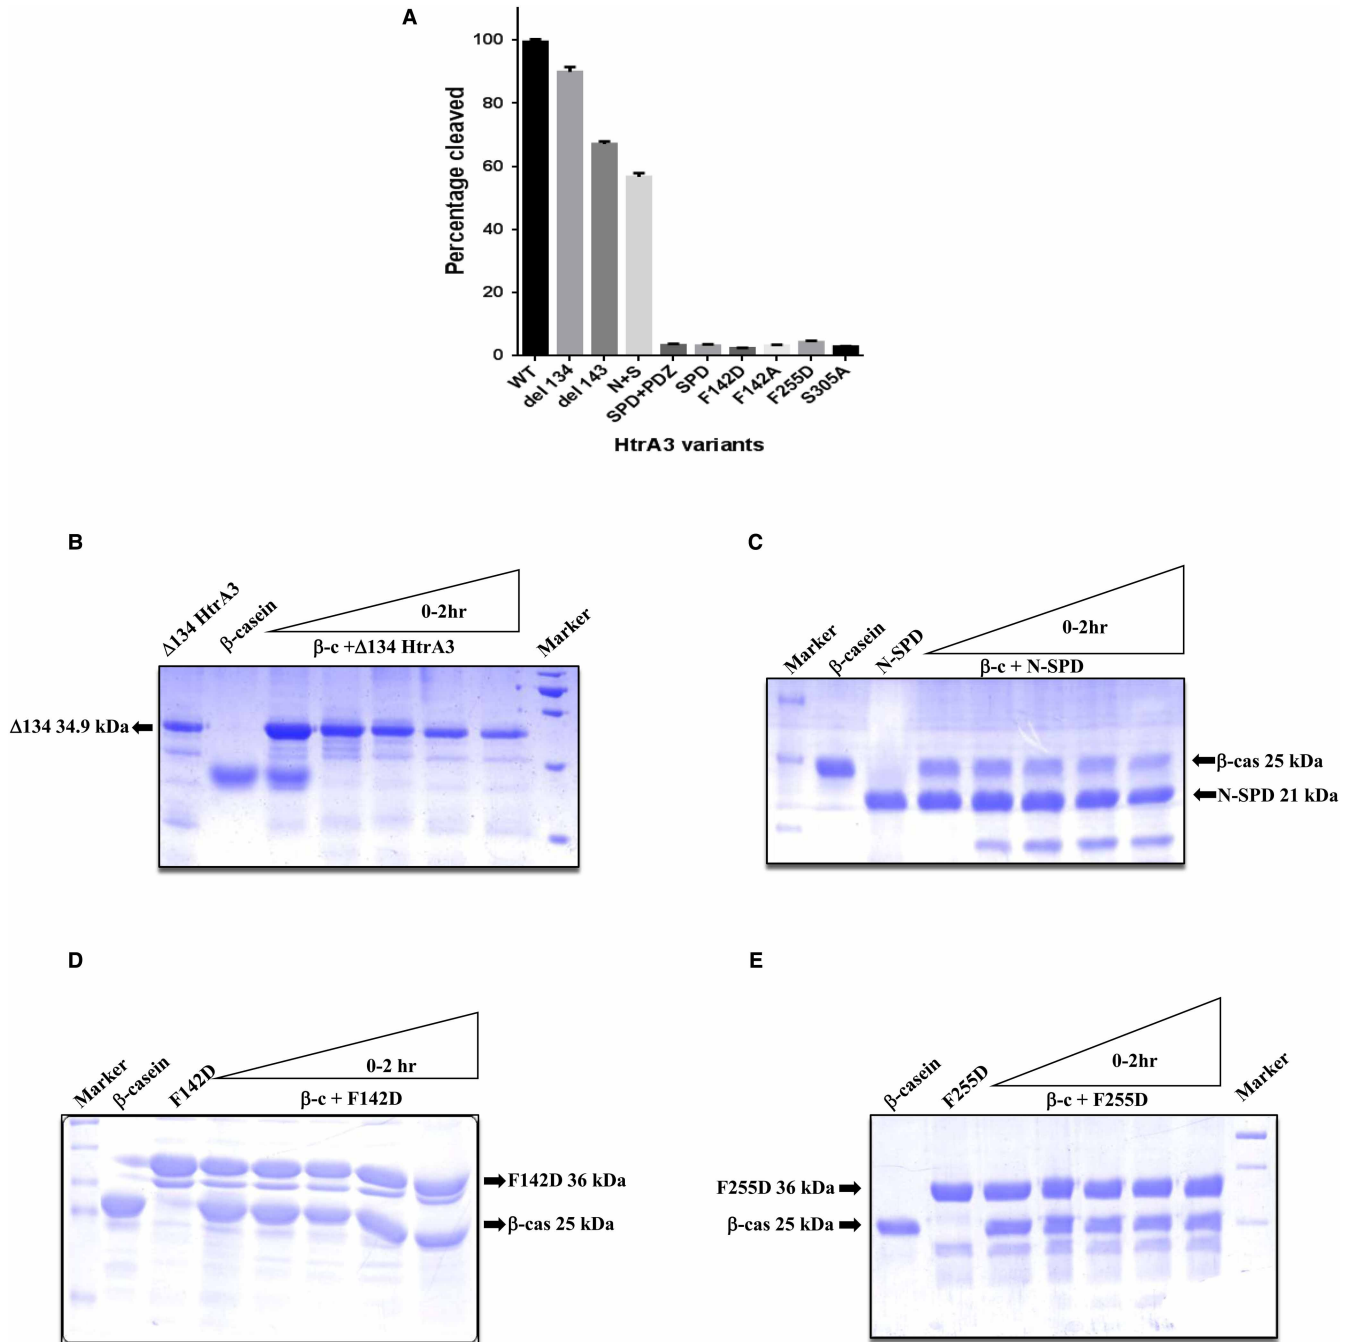 A
Percentage cleaved
100
80
60
40
20
0
WT
del 134
del 143
N+S
SPD+PDZ
SPD
F142D
F142A
F255D
S305A
HtrA3 variants
B
Δ134 HtrA3
β-casein
0-2hr
β-c +Δ134 HtrA3
Marker
Δ134 34.9 kDa
C
Marker
β-casein
N-SPD
0-2hr
β-c + N-SPD
β-cas 25 kDa
N-SPD 21 kDa
D
Marker
β-casein
F142D
0-2 hr
β-c + F142D
F142D 36 kDa
β-cas 25 kDa
E
β-casein
F255D
0-2hr
β-c + F255D
Marker
F255D 36 kDa
β-cas 25 kDa